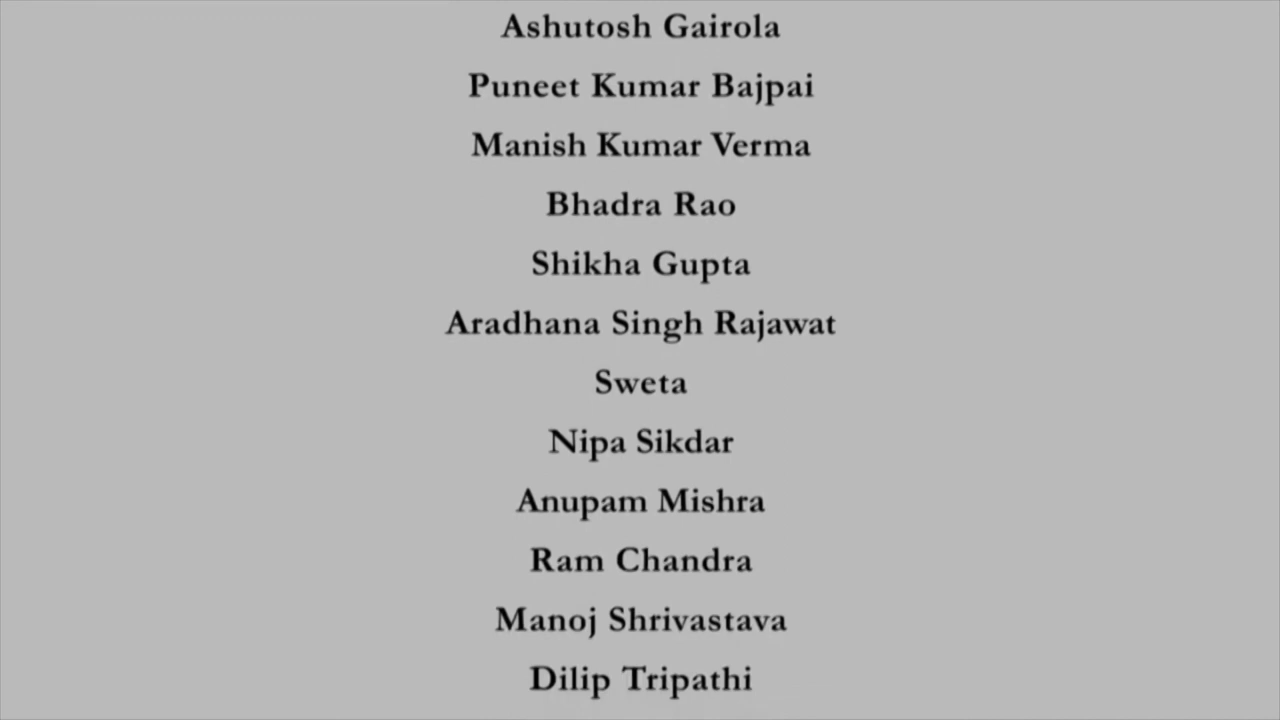 Ashutosh Gairola
Puneet Kumar Bajpai
Manish Kumar Verma
Bhadra Rao
Shikha Gupta
Aradhana Singh Rajawat
Sweta
Nipa Sikdar
Anupam Mishra
Ram Chandra
Manoj Shrivastava
Dilip Tripathi